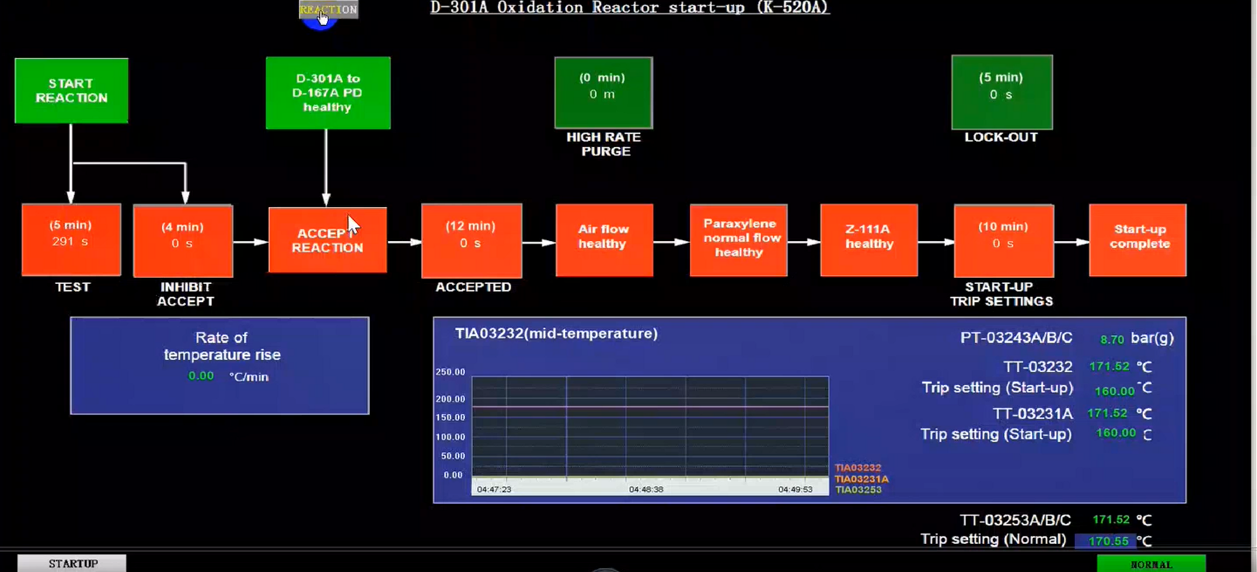 REACTION
D-301A Oxidation Reactor start-up (K-520A)
START
REACTION
D-301A to
D-167A PD
healthy
(0 min)
0 m
HIGH RATE
PURGE
(5 min)
0 s
LOCK-OUT
(5 min)
291 s
TEST
(4 min)
0 s
INHIBIT
ACCEPT
ACCEPT
REACTION
(12 min)
0 s
ACCEPTED
Air flow
healthy
Paraxylene
normal flow
healthy
Z-111A
healthy
(10 min)
0 s
START-UP
TRIP SETTINGS
Start-up
complete
Rate of
temperature rise
0.00 °C/min
TIA03232(mid-temperature)
250.00
200.00
150.00
100.00
50.00
0.00
04:47:23 04:48:38 04:49:53
TIA03232
TIA03231A
TIA03253
PT-03243A/B/C 8.70 bar(g)
TT-03232 171.52 °C
Trip setting (Start-up) 160.00 °C
TT-03231A 171.52 °C
Trip setting (Start-up) 160.00 C
TT-03253A/B/C 171.52 °C
Trip setting (Normal) 170.55 °C
STARTUP
NORMAL